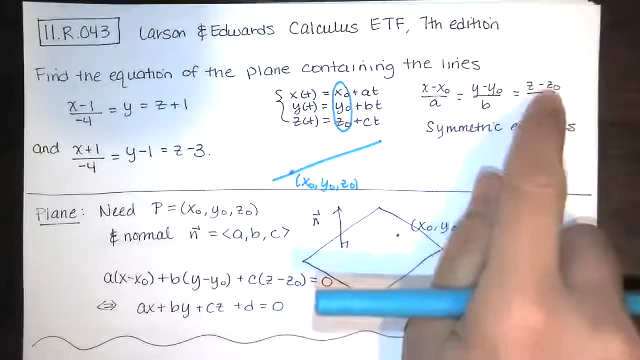 11.R.043 Larson & Edwards Calculus ETF, 7th edition
Find the equation of the plane containing the lines
(x-1)/-4 = y = z+1
and (x+1)/-4 = y-1 = z-3.
{ x(t) = x₀ + at
y(t) = y₀ + bt
z(t) = z₀ + ct
(x₀, y₀, z₀)
(x-x₀)/a = (y-y₀)/b = z-z₀
Symmetric
Plane: Need P = (x₀, y₀, z₀)
& normal n⃗ = <a, b, c>
a(x-x₀) + b(y-y₀) + c(z-z₀) = 0
⇔ ax + by + cz + d = 0
n⃗
(x₀, y₀